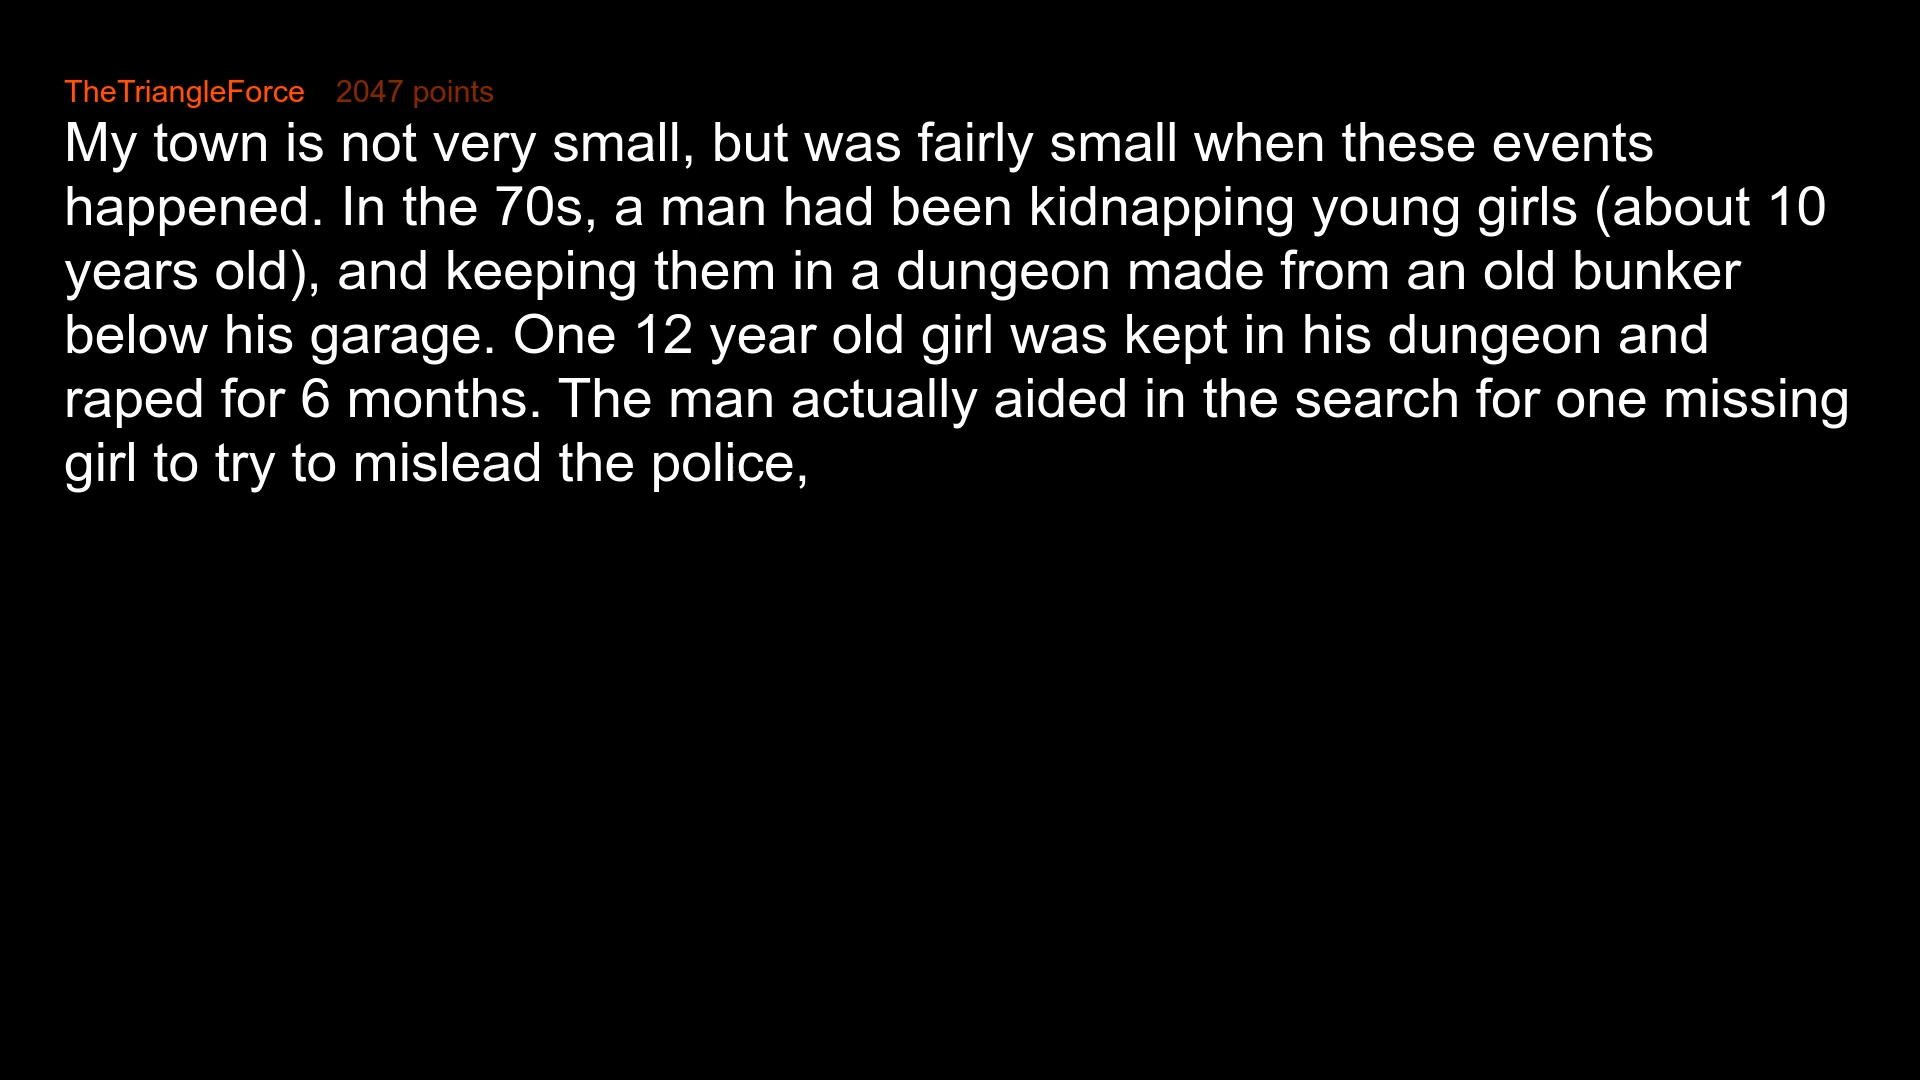 TheTriangleForce 2047 points
My town is not very small, but was fairly small when these events
happened. In the 70s, a man had been kidnapping young girls (about 10
years old), and keeping them in a dungeon made from an old bunker
below his garage. One 12 year old girl was kept in his dungeon and
raped for 6 months. The man actually aided in the search for one missing
girl to try to mislead the police,